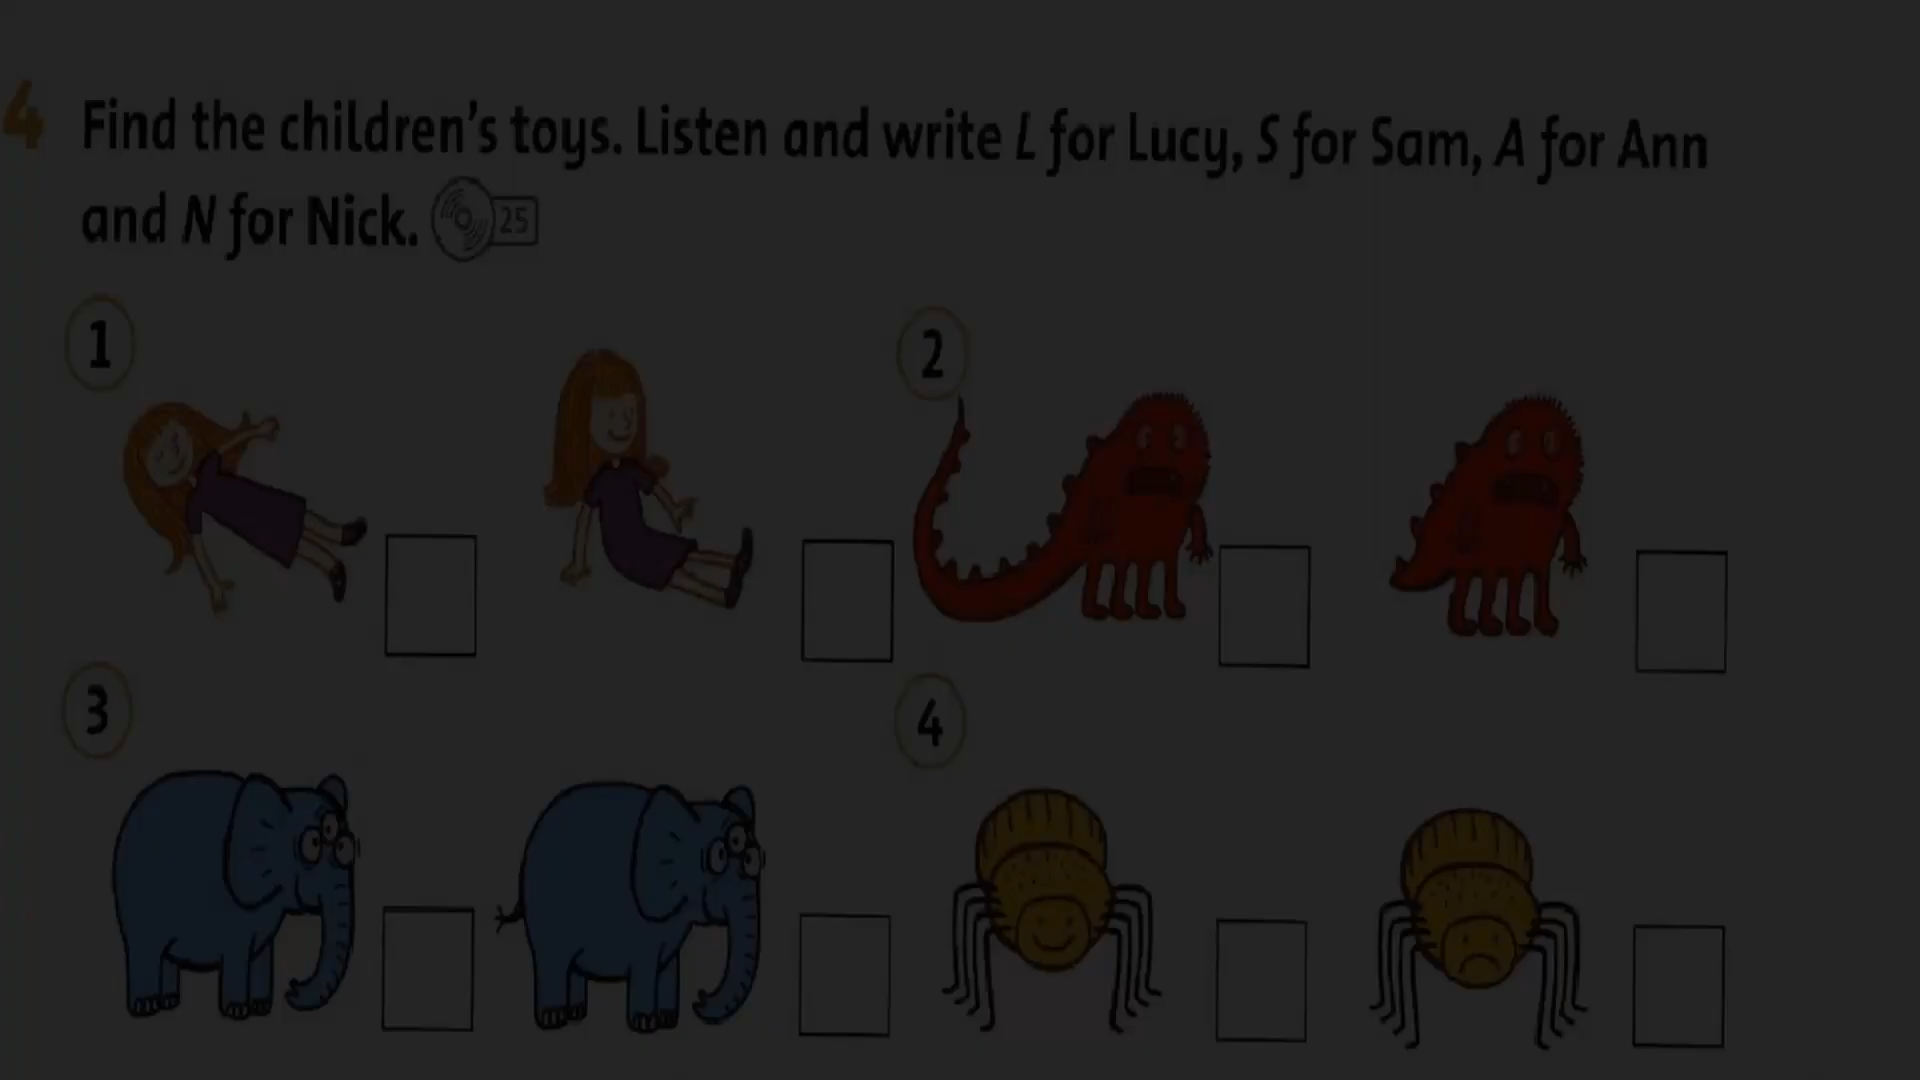 4 Find the children's toys. Listen and write L for Lucy, S for Sam, A for Ann
and N for Nick. 25
1
2
3
4